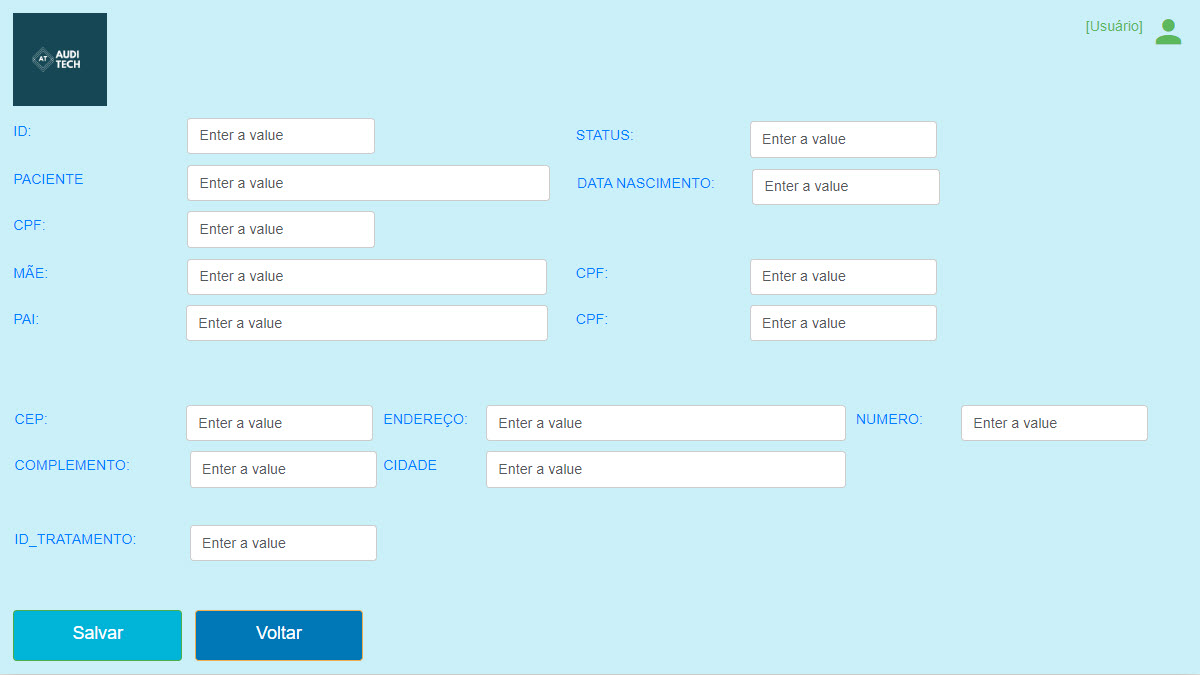 AT AUDI
TECH
[Usuário]
ID: Enter a value STATUS: Enter a value
PACIENTE Enter a value DATA NASCIMENTO: Enter a value
CPF: Enter a value
MÃE: Enter a value CPF: Enter a value
PAI: Enter a value CPF: Enter a value
CEP: Enter a value ENDEREÇO: Enter a value NUMERO: Enter a value
COMPLEMENTO: Enter a value CIDADE Enter a value
ID_TRATAMENTO: Enter a value
Salvar Voltar